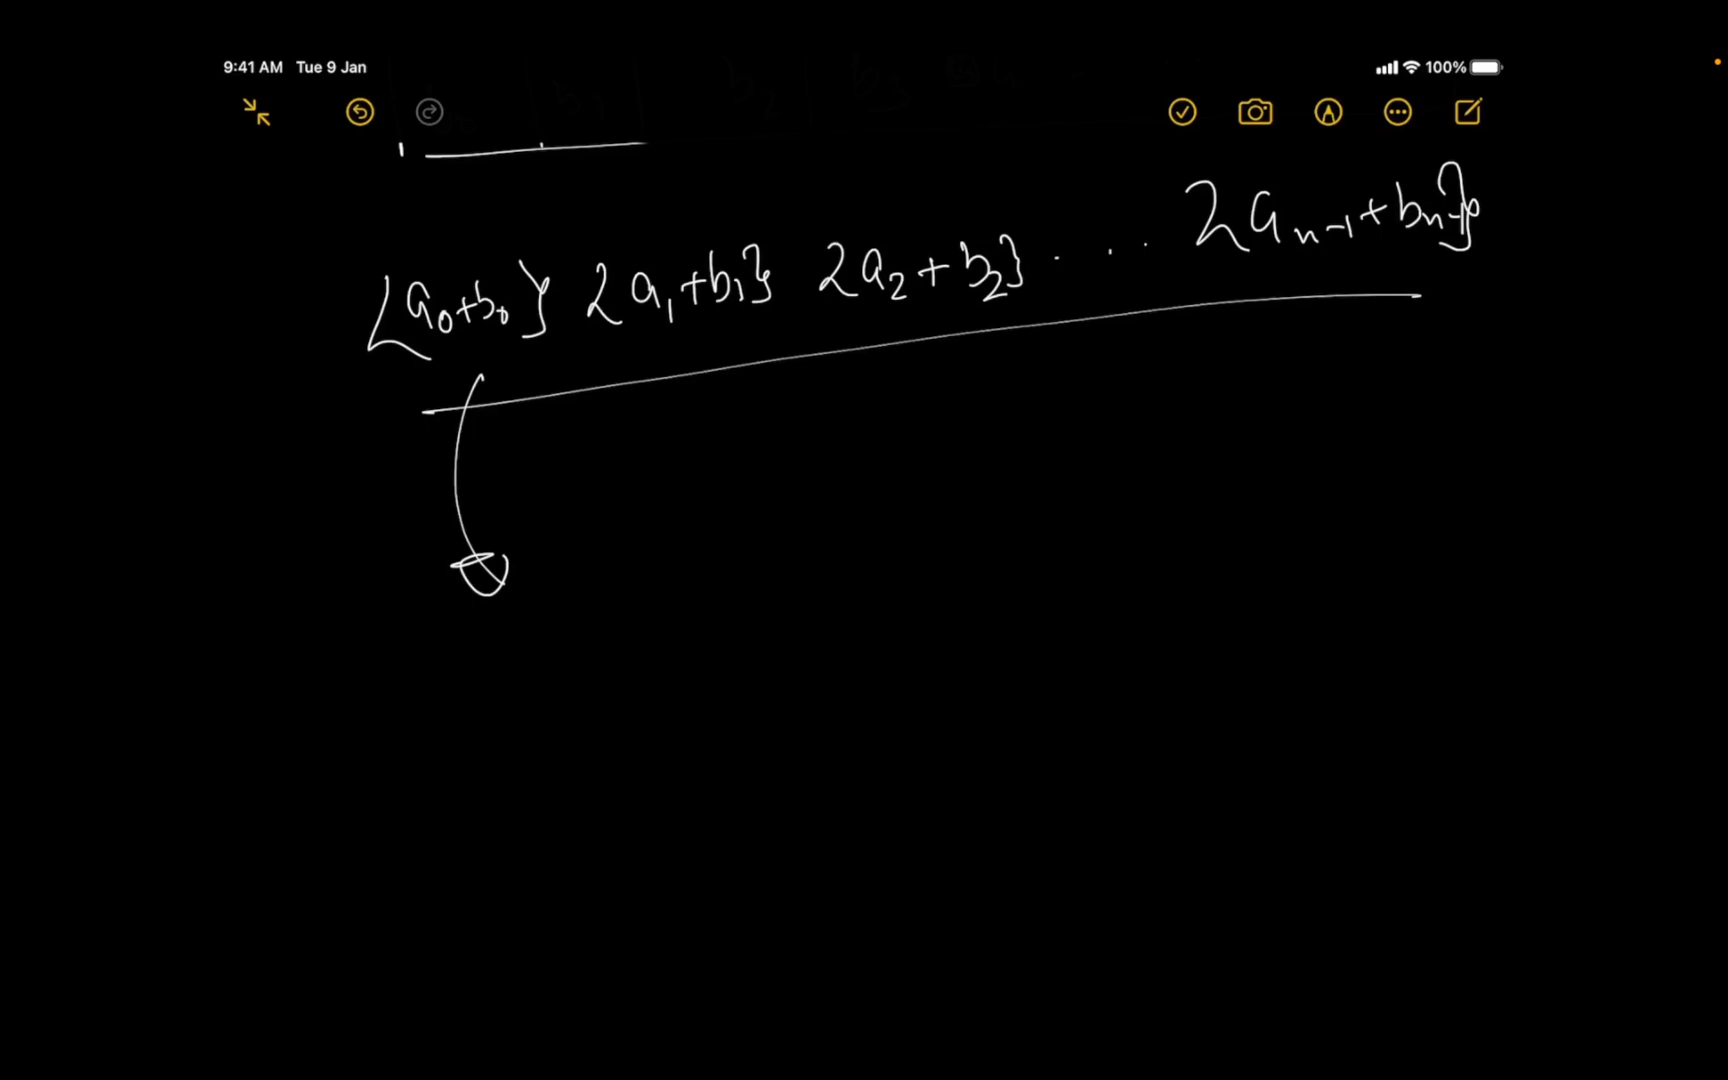 9:41 AM Tue 9 Jan
100%
{a₀+b₀} {a₁+b₁} {a₂+b₂} . . . {aₙ₋₁+bₙ₋₁}